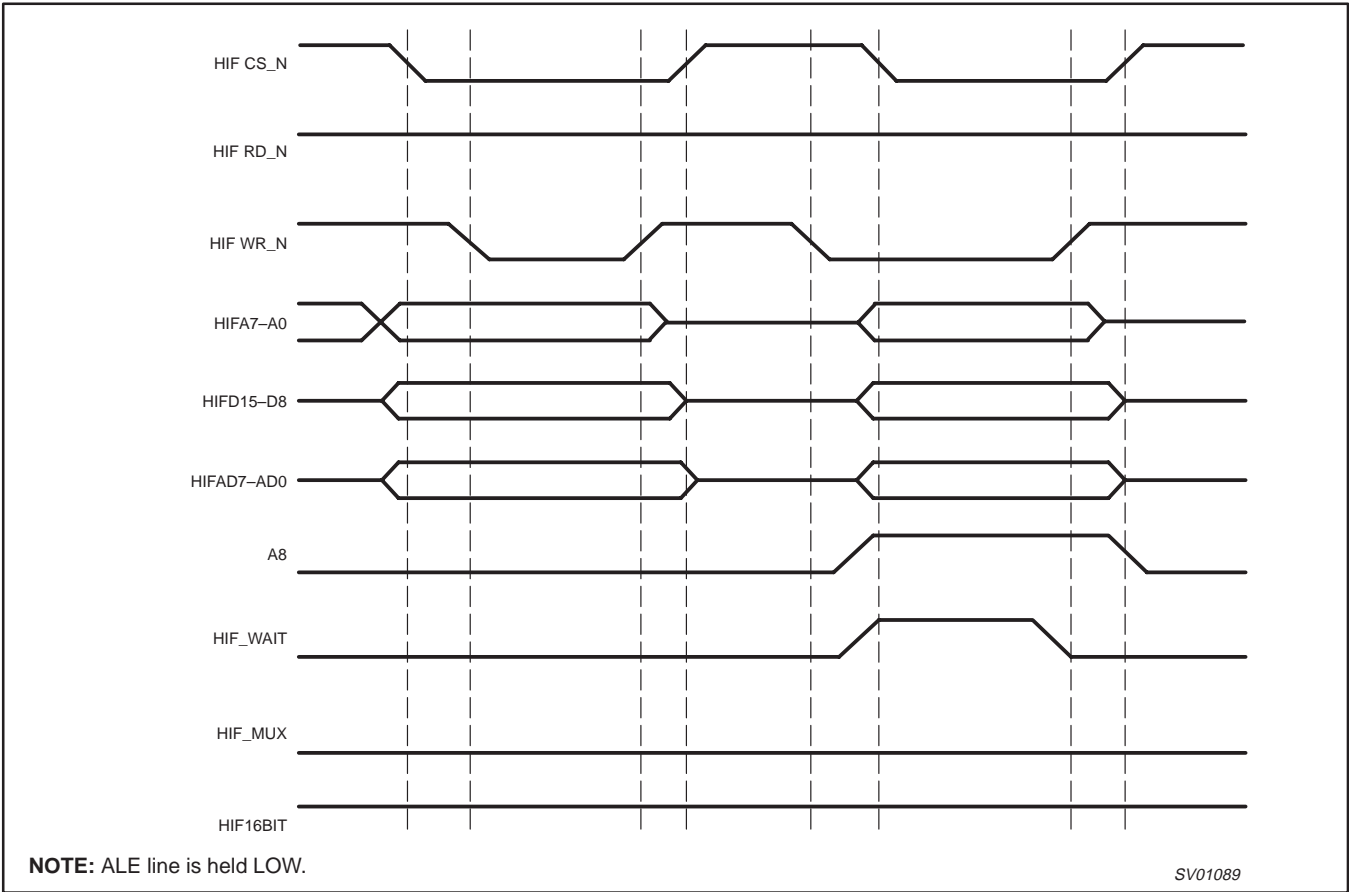 HIF CS_N
HIF RD_N
HIF WR_N
HIFA7–A0
HIFD15–D8
HIFAD7–AD0
A8
HIF_WAIT
HIF_MUX
HIF16BIT
NOTE: ALE line is held LOW.
SV01089